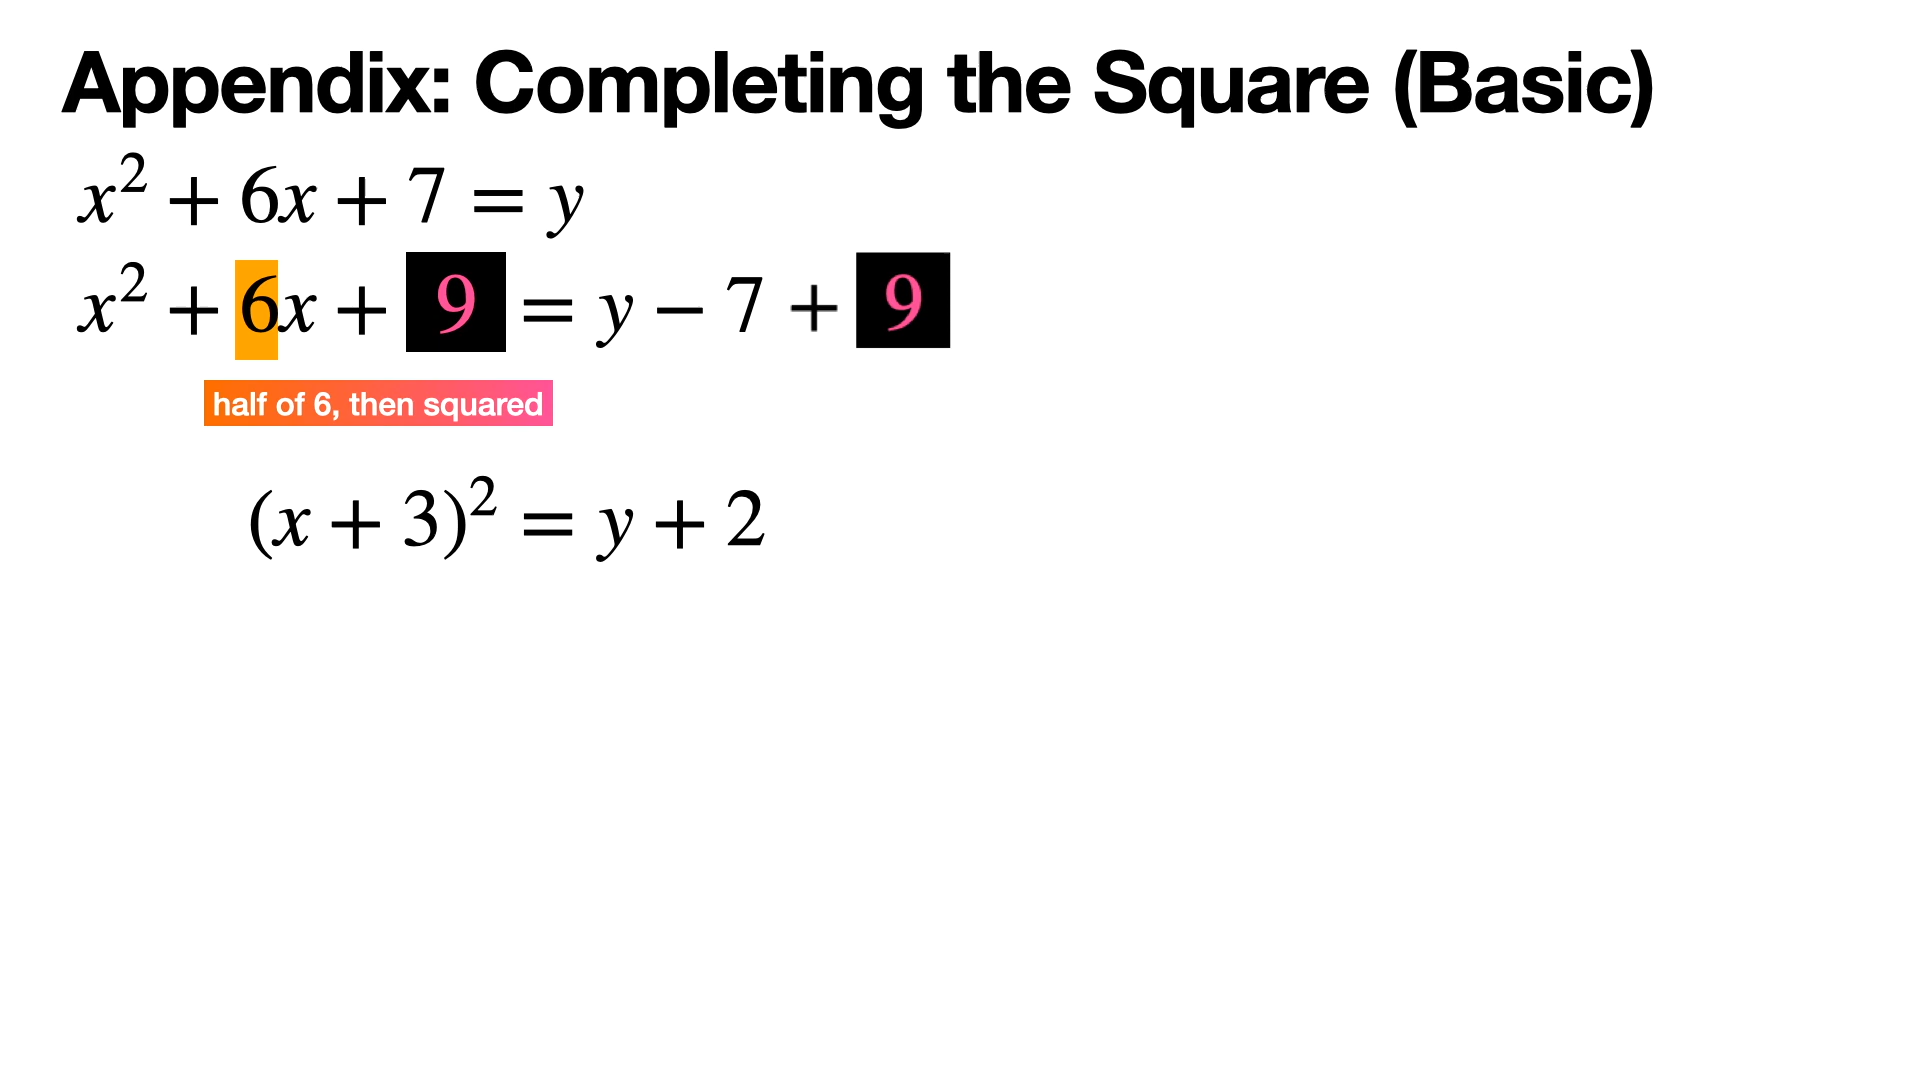 Appendix: Completing the Square (Basic)
x² + 6x + 7 = y
x² + 6x + 9 = y − 7 + 9
half of 6, then squared
(x + 3)² = y + 2